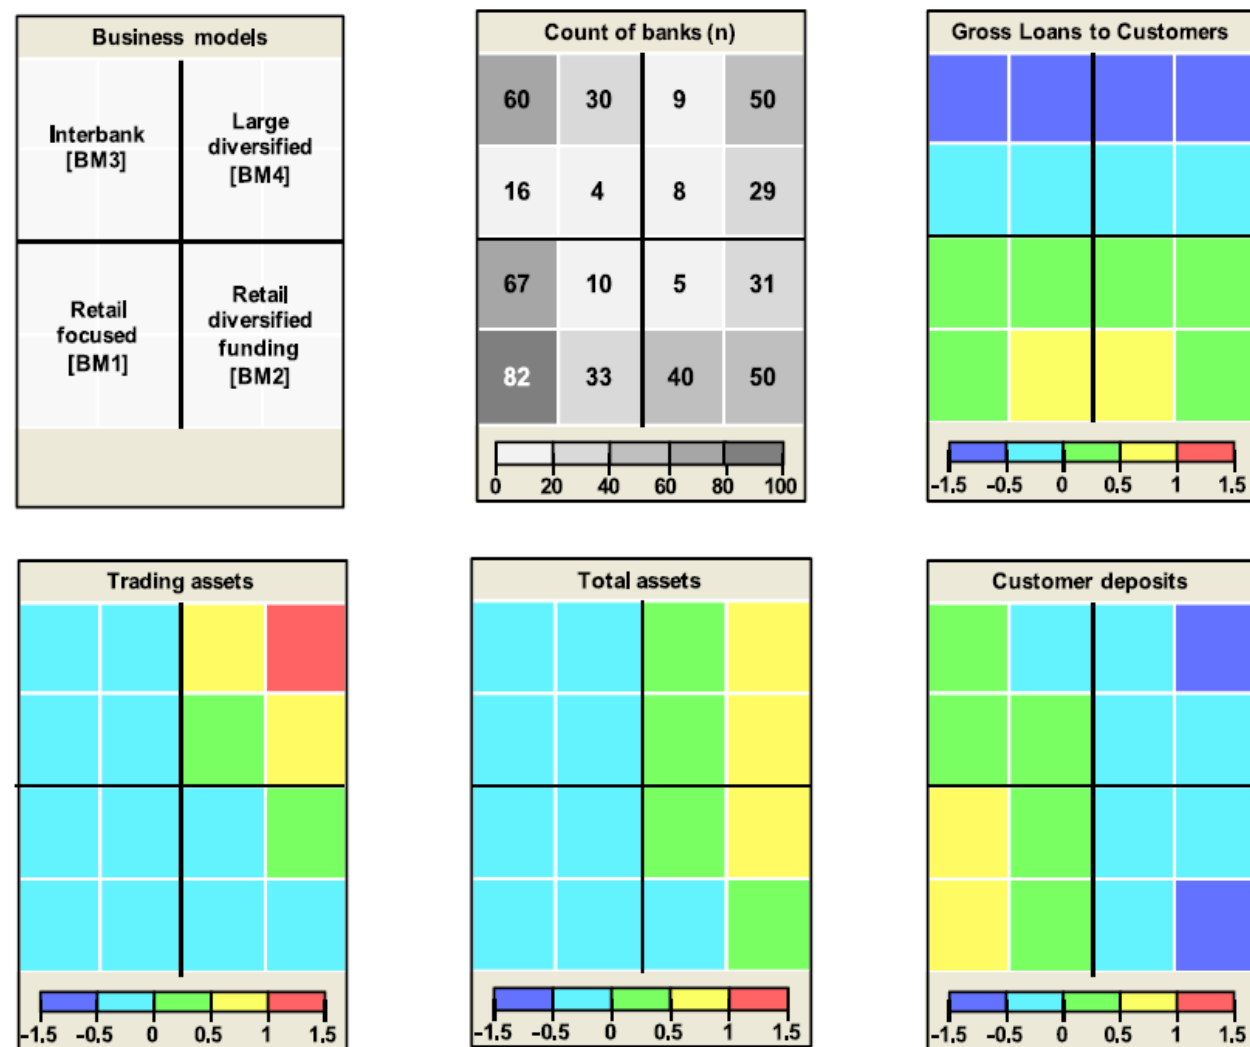 Business models
Interbank
[BM3]
Large
diversified
[BM4]
Retail
focused
[BM1]
Retail
diversified
funding
[BM2]
Count of banks (n)
60 30 9 50
16 4 8 29
67 10 5 31
82 33 40 50
0 20 40 60 80 100
Gross Loans to Customers
-1.5 -0.5 0 0.5 1 1.5
Trading assets
-1.5 -0.5 0 0.5 1 1.5
Total assets
-1.5 -0.5 0 0.5 1 1.5
Customer deposits
-1.5 -0.5 0 0.5 1 1.5